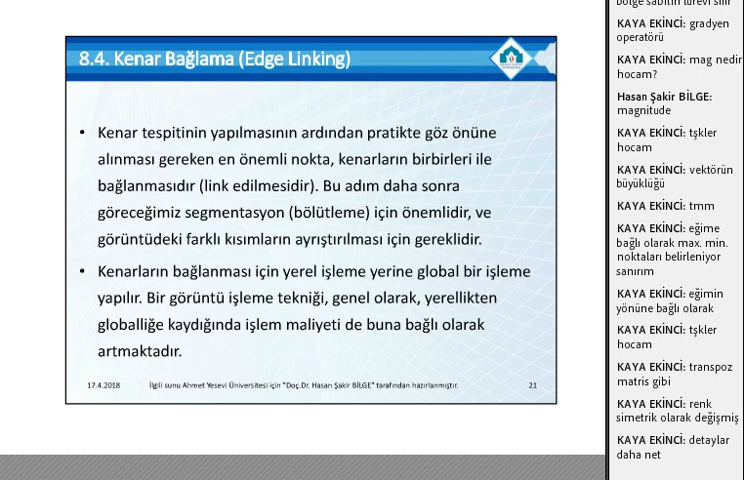 8.4. Kenar Bağlama (Edge Linking)
• Kenar tespitinin yapılmasının ardından pratikte göz önüne
alınması gereken en önemli nokta, kenarların birbirleri ile
bağlanmasıdır (link edilmesidir). Bu adım daha sonra
göreceğimiz segmentasyon (bölütleme) için önemlidir, ve
görüntüdeki farklı kısımların ayrıştırılması için gereklidir.
• Kenarların bağlanması için yerel işleme yerine global bir işleme
yapılır. Bir görüntü işleme tekniği, genel olarak, yerellikten
globalliğe kaydığında işlem maliyeti de buna bağlı olarak
artmaktadır.
17.4.2018 İlgili sunu Ahmet Yesevi Üniversitesi için "Doç.Dr. Hasan Şakir BİLGE" tarafından hazırlanmıştır. 21
bölge sabitin türevi sıfır
KAYA EKİNCİ: gradyen
operatörü
KAYA EKİNCİ: mag nedir
hocam?
Hasan Şakir BİLGE:
magnitude
KAYA EKİNCİ: tşkler
hocam
KAYA EKİNCİ: vektörün
büyüklüğü
KAYA EKİNCİ: tmm
KAYA EKİNCİ: eğime
bağlı olarak max. min.
noktaları belirleniyor
sanırım
KAYA EKİNCİ: eğimin
yönüne bağlı olarak
KAYA EKİNCİ: tşkler
hocam
KAYA EKİNCİ: transpoz
matris gibi
KAYA EKİNCİ: renk
simetrik olarak değişmiş
KAYA EKİNCİ: detaylar
daha net